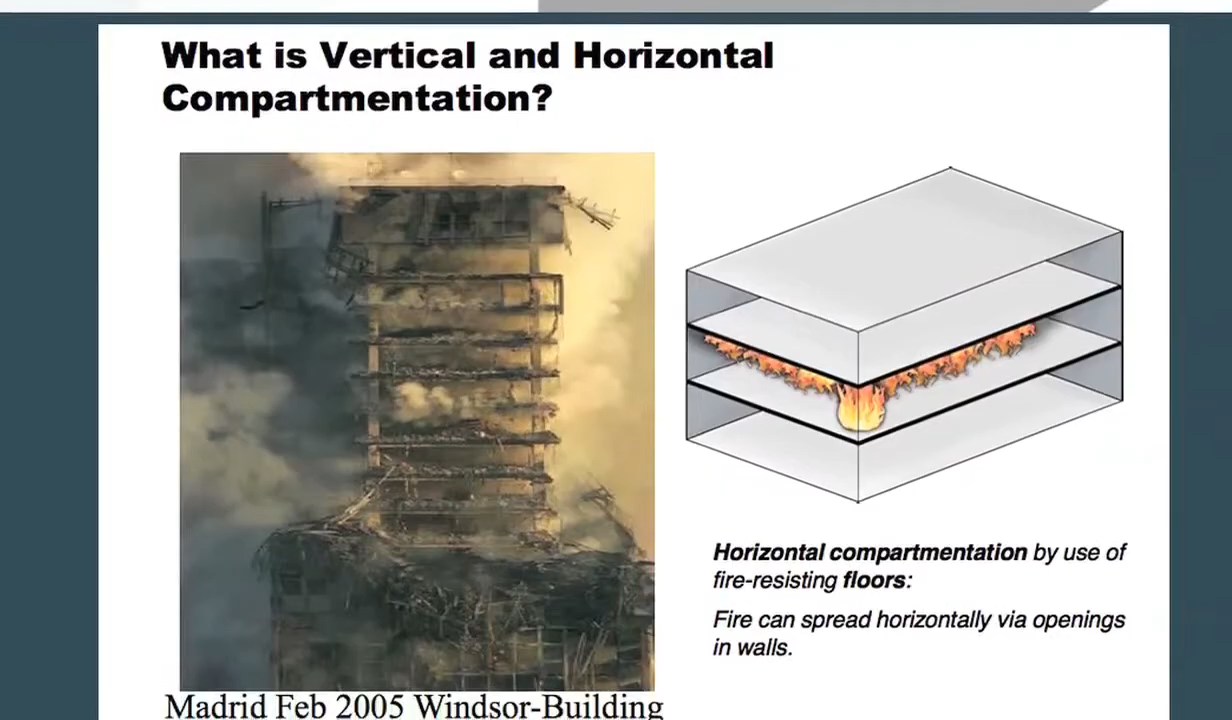 What is Vertical and Horizontal
Compartmentation?
Horizontal compartmentation by use of
fire-resisting floors:
Fire can spread horizontally via openings
in walls.
Madrid Feb 2005 Windsor-Building